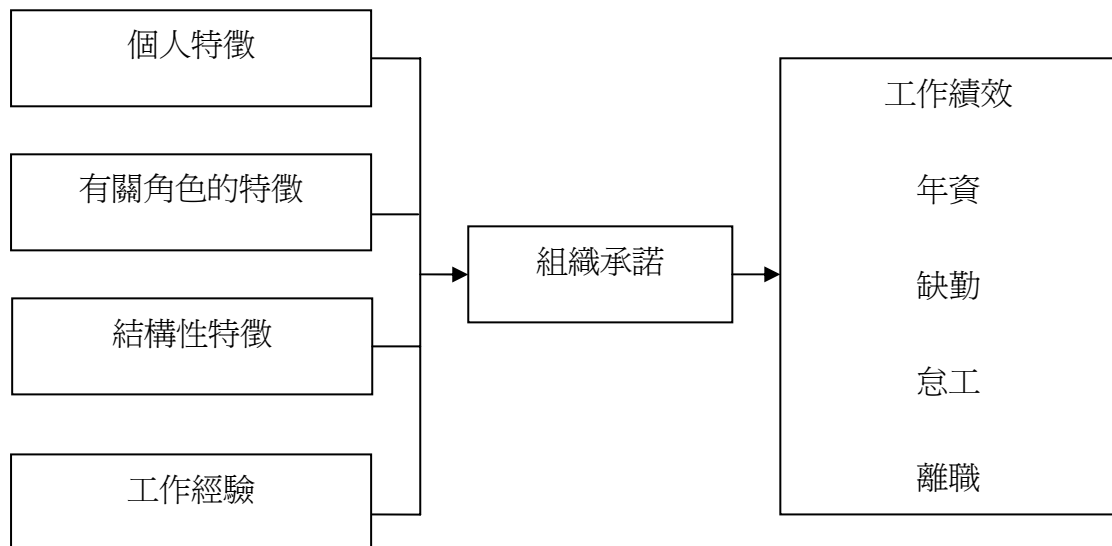 個人特徵
有關角色的特徵
結構性特徵
工作經驗
組織承諾
工作績效
年資
缺勤
怠工
離職